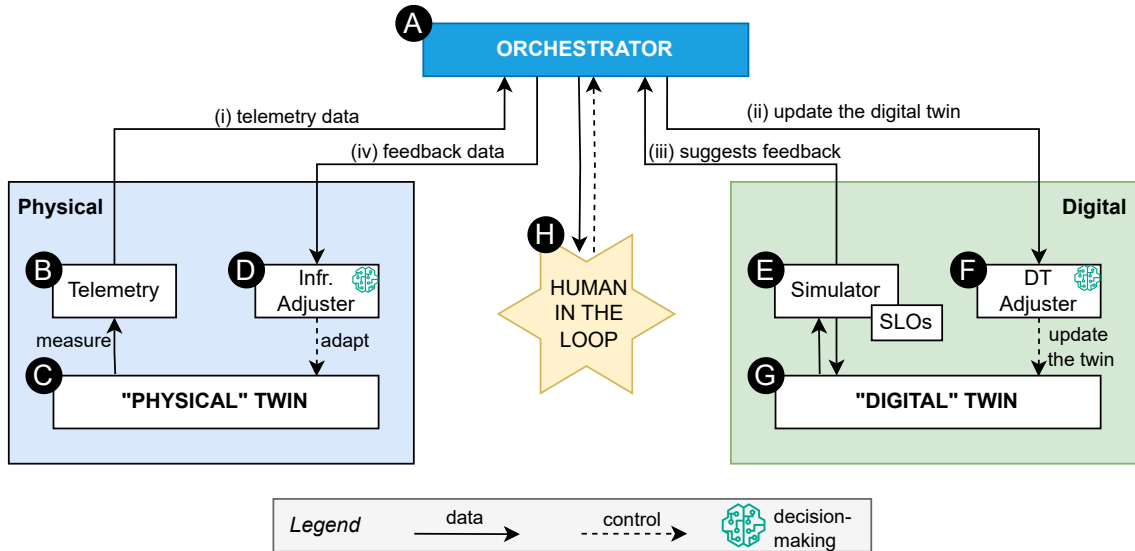 A
ORCHESTRATOR
(i) telemetry data
(ii) update the digital twin
(iv) feedback data
(iii) suggests feedback
Physical
Digital
H
B
Telemetry
D
Infr.
Adjuster
HUMAN
IN THE
LOOP
E
Simulator
SLOs
F
DT
Adjuster
measure
adapt
update
the twin
C
"PHYSICAL" TWIN
G
"DIGITAL" TWIN
Legend
data
control
decision-
making